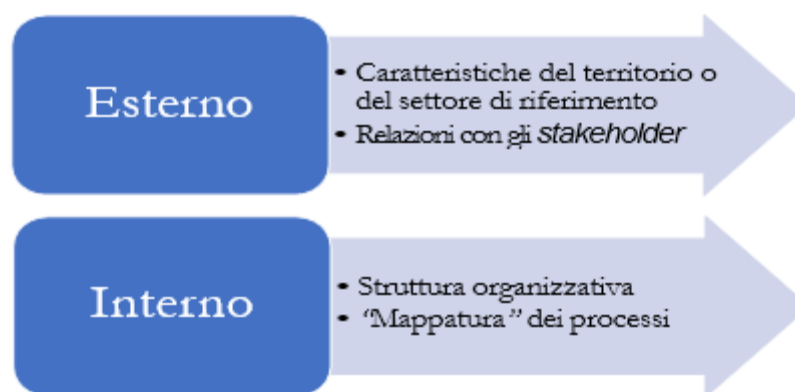 Esterno
• Caratteristiche del territorio o
del settore di riferimento
• Relazioni con gli stakeholder
Interno
• Struttura organizzativa
• “Mappatura” dei processi